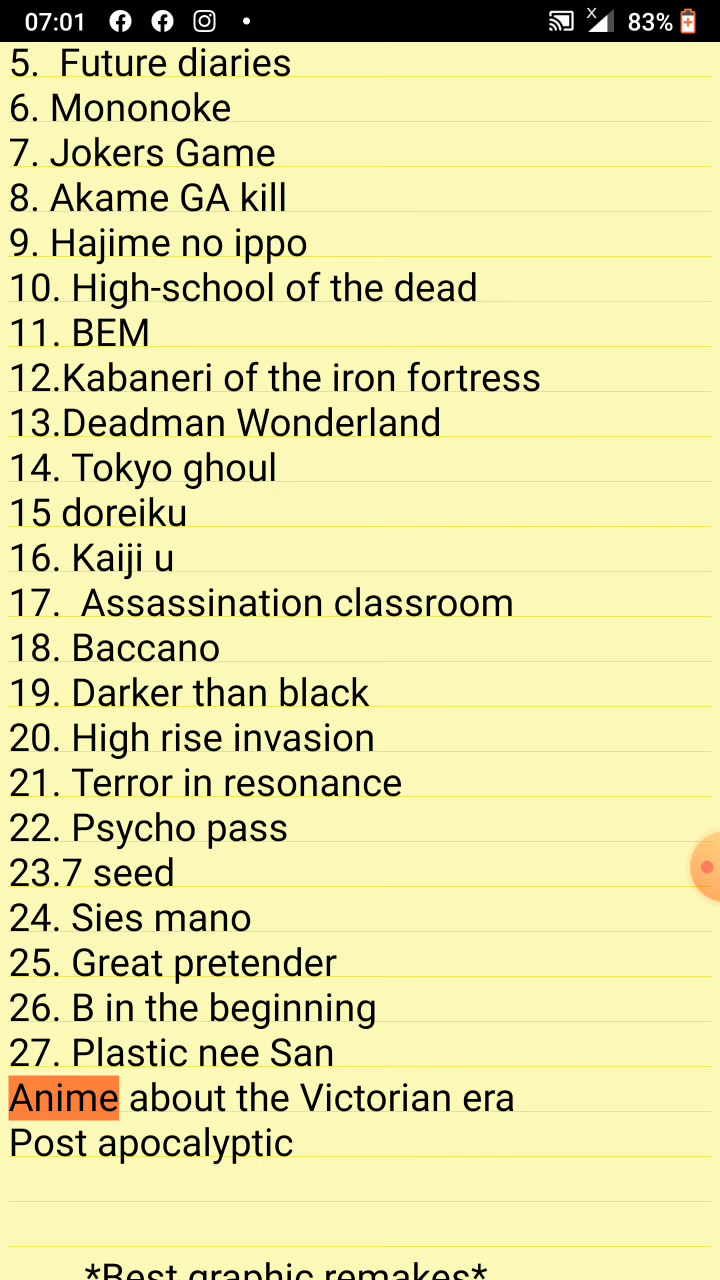 07:01 X 83%
5.  Future diaries
6. Mononoke
7. Jokers Game
8. Akame GA kill
9. Hajime no ippo
10. High-school of the dead
11. BEM
12.Kabaneri of the iron fortress
13.Deadman Wonderland
14. Tokyo ghoul
15 doreiku
16. Kaiji u
17.  Assassination classroom
18. Baccano
19. Darker than black
20. High rise invasion
21. Terror in resonance
22. Psycho pass
23.7 seed
24. Sies mano
25. Great pretender
26. B in the beginning
27. Plastic nee San
Anime about the Victorian era
Post apocalyptic
*Best graphic remakes*